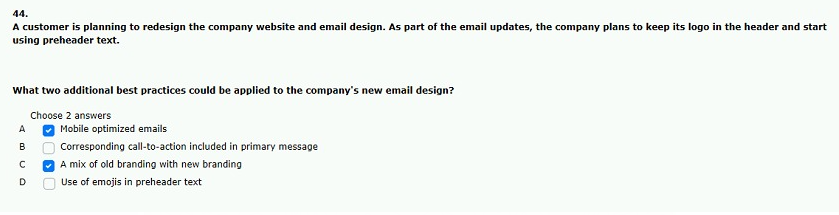 44.
A customer is planning to redesign the company website and email design. As part of the email updates, the company plans to keep its logo in the header and start
using preheader text.
What two additional best practices could be applied to the company's new email design?
Choose 2 answers
A Mobile optimized emails
B Corresponding call-to-action included in primary message
C A mix of old branding with new branding
D Use of emojis in preheader text